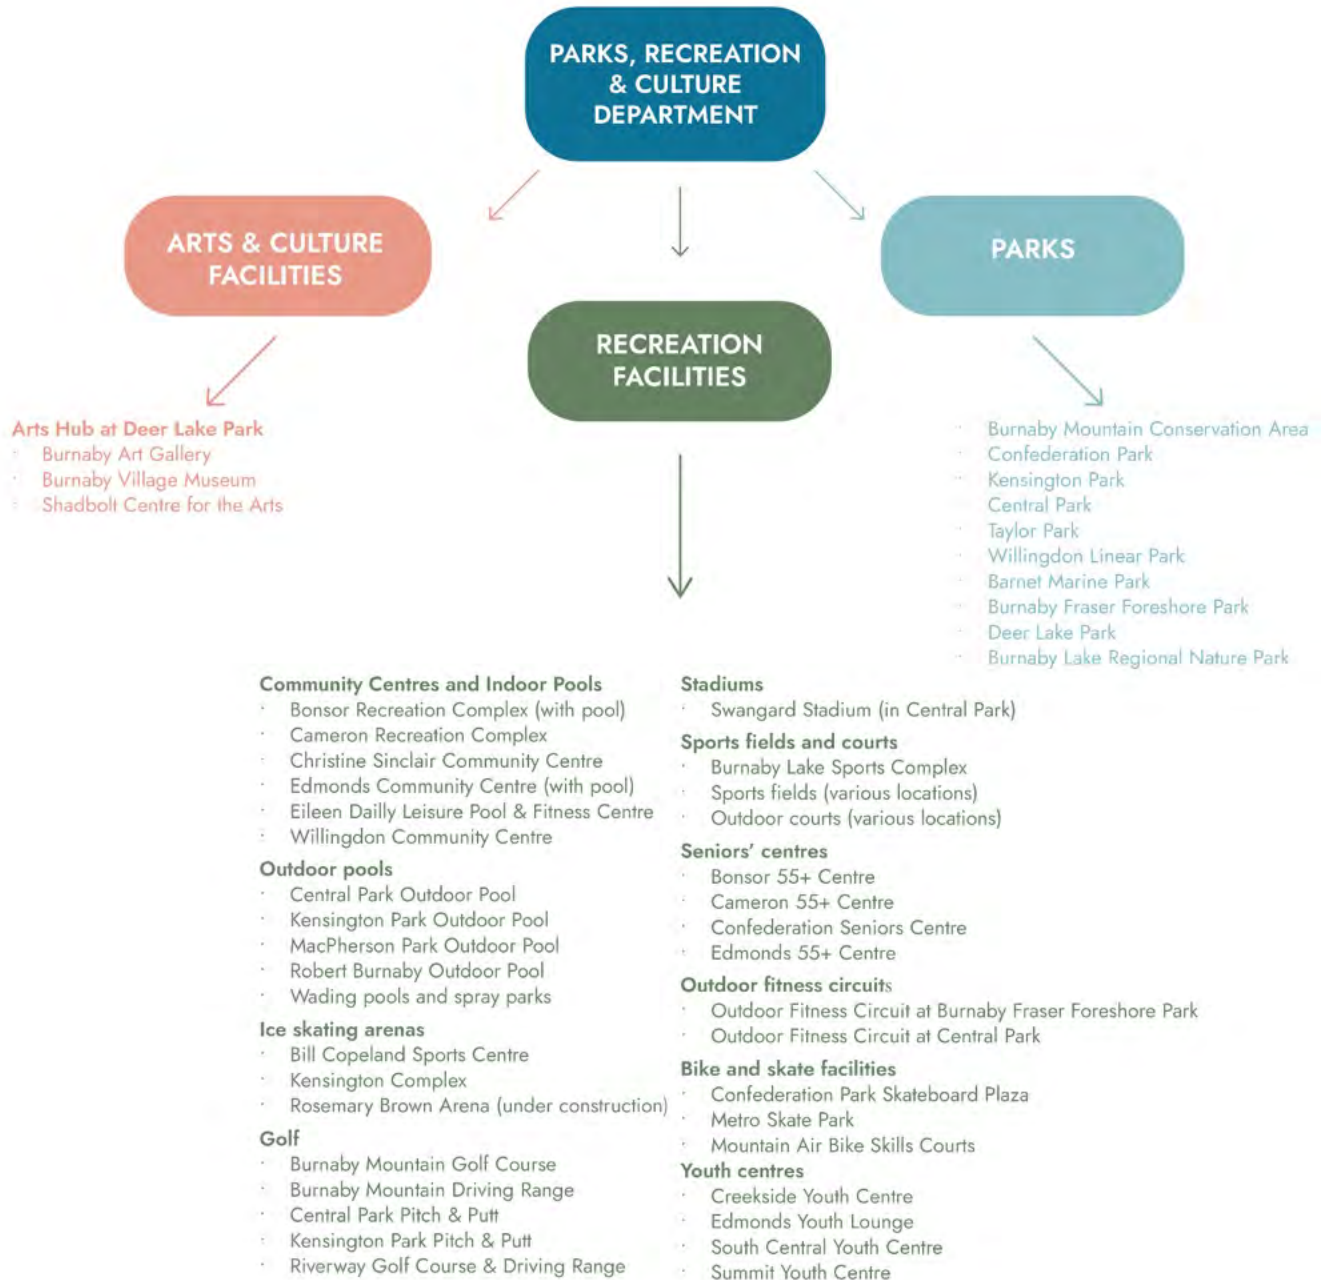 PARKS, RECREATION
& CULTURE
DEPARTMENT
ARTS & CULTURE
FACILITIES
PARKS
RECREATION
FACILITIES
Arts Hub at Deer Lake Park
· Burnaby Art Gallery
· Burnaby Village Museum
· Shadbolt Centre for the Arts
· Burnaby Mountain Conservation Area
· Confederation Park
· Kensington Park
· Central Park
· Taylor Park
· Willingdon Linear Park
· Barnet Marine Park
· Burnaby Fraser Foreshore Park
· Deer Lake Park
· Burnaby Lake Regional Nature Park
Community Centres and Indoor Pools
· Bonsor Recreation Complex (with pool)
· Cameron Recreation Complex
· Christine Sinclair Community Centre
· Edmonds Community Centre (with pool)
· Eileen Dailly Leisure Pool & Fitness Centre
· Willingdon Community Centre
Outdoor pools
· Central Park Outdoor Pool
· Kensington Park Outdoor Pool
· MacPherson Park Outdoor Pool
· Robert Burnaby Outdoor Pool
· Wading pools and spray parks
Ice skating arenas
· Bill Copeland Sports Centre
· Kensington Complex
· Rosemary Brown Arena (under construction)
Golf
· Burnaby Mountain Golf Course
· Burnaby Mountain Driving Range
· Central Park Pitch & Putt
· Kensington Park Pitch & Putt
· Riverway Golf Course & Driving Range
Stadiums
· Swangard Stadium (in Central Park)
Sports fields and courts
· Burnaby Lake Sports Complex
· Sports fields (various locations)
· Outdoor courts (various locations)
Seniors' centres
· Bonsor 55+ Centre
· Cameron 55+ Centre
· Confederation Seniors Centre
· Edmonds 55+ Centre
Outdoor fitness circuits
· Outdoor Fitness Circuit at Burnaby Fraser Foreshore Park
· Outdoor Fitness Circuit at Central Park
Bike and skate facilities
· Confederation Park Skateboard Plaza
· Metro Skate Park
· Mountain Air Bike Skills Courts
Youth centres
· Creekside Youth Centre
· Edmonds Youth Lounge
· South Central Youth Centre
· Summit Youth Centre